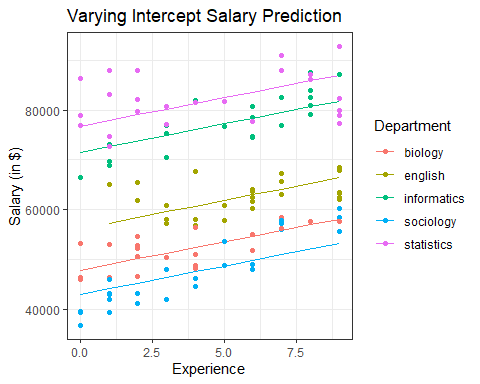 Varying Intercept Salary Prediction
Salary (in $)
80000
60000
40000
0.0
2.5
5.0
7.5
Experience
Department
biology
english
informatics
sociology
statistics